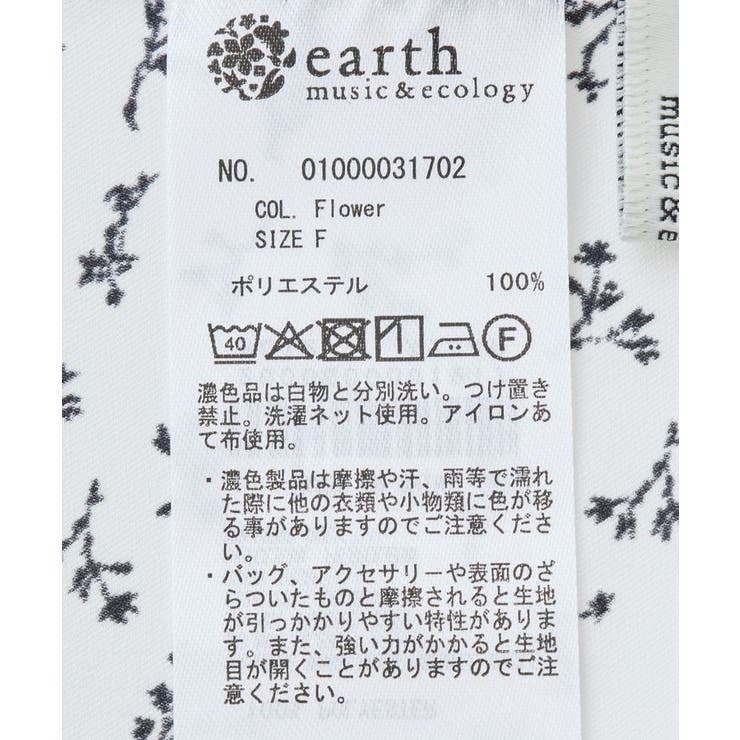 earth
music&ecology
NO. 01000031702
COL. Flower
SIZE F
ポリエステル 100%
40 F
濃色品は白物と分別洗い。つけ置き
禁止。洗濯ネット使用。アイロンあ
て布使用。
・濃色製品は摩擦や汗、雨等で濡れ
た際に他の衣類や小物類に色が移
る事がありますのでご注意くださ
い。
・バッグ、アクセサリーや表面のざ
らついたものと摩擦されると生地
が引っかかりやすい特性がありま
す。また、強い力がかかると生地
目が開くことがありますのでご注
意ください。
music & e